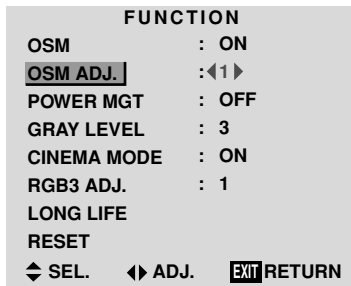 FUNCTION
OSM : ON
OSM ADJ. : 1
POWER MGT : OFF
GRAY LEVEL : 3
CINEMA MODE : ON
RGB3 ADJ. : 1
LONG LIFE
RESET
SEL. ADJ. EXIT RETURN